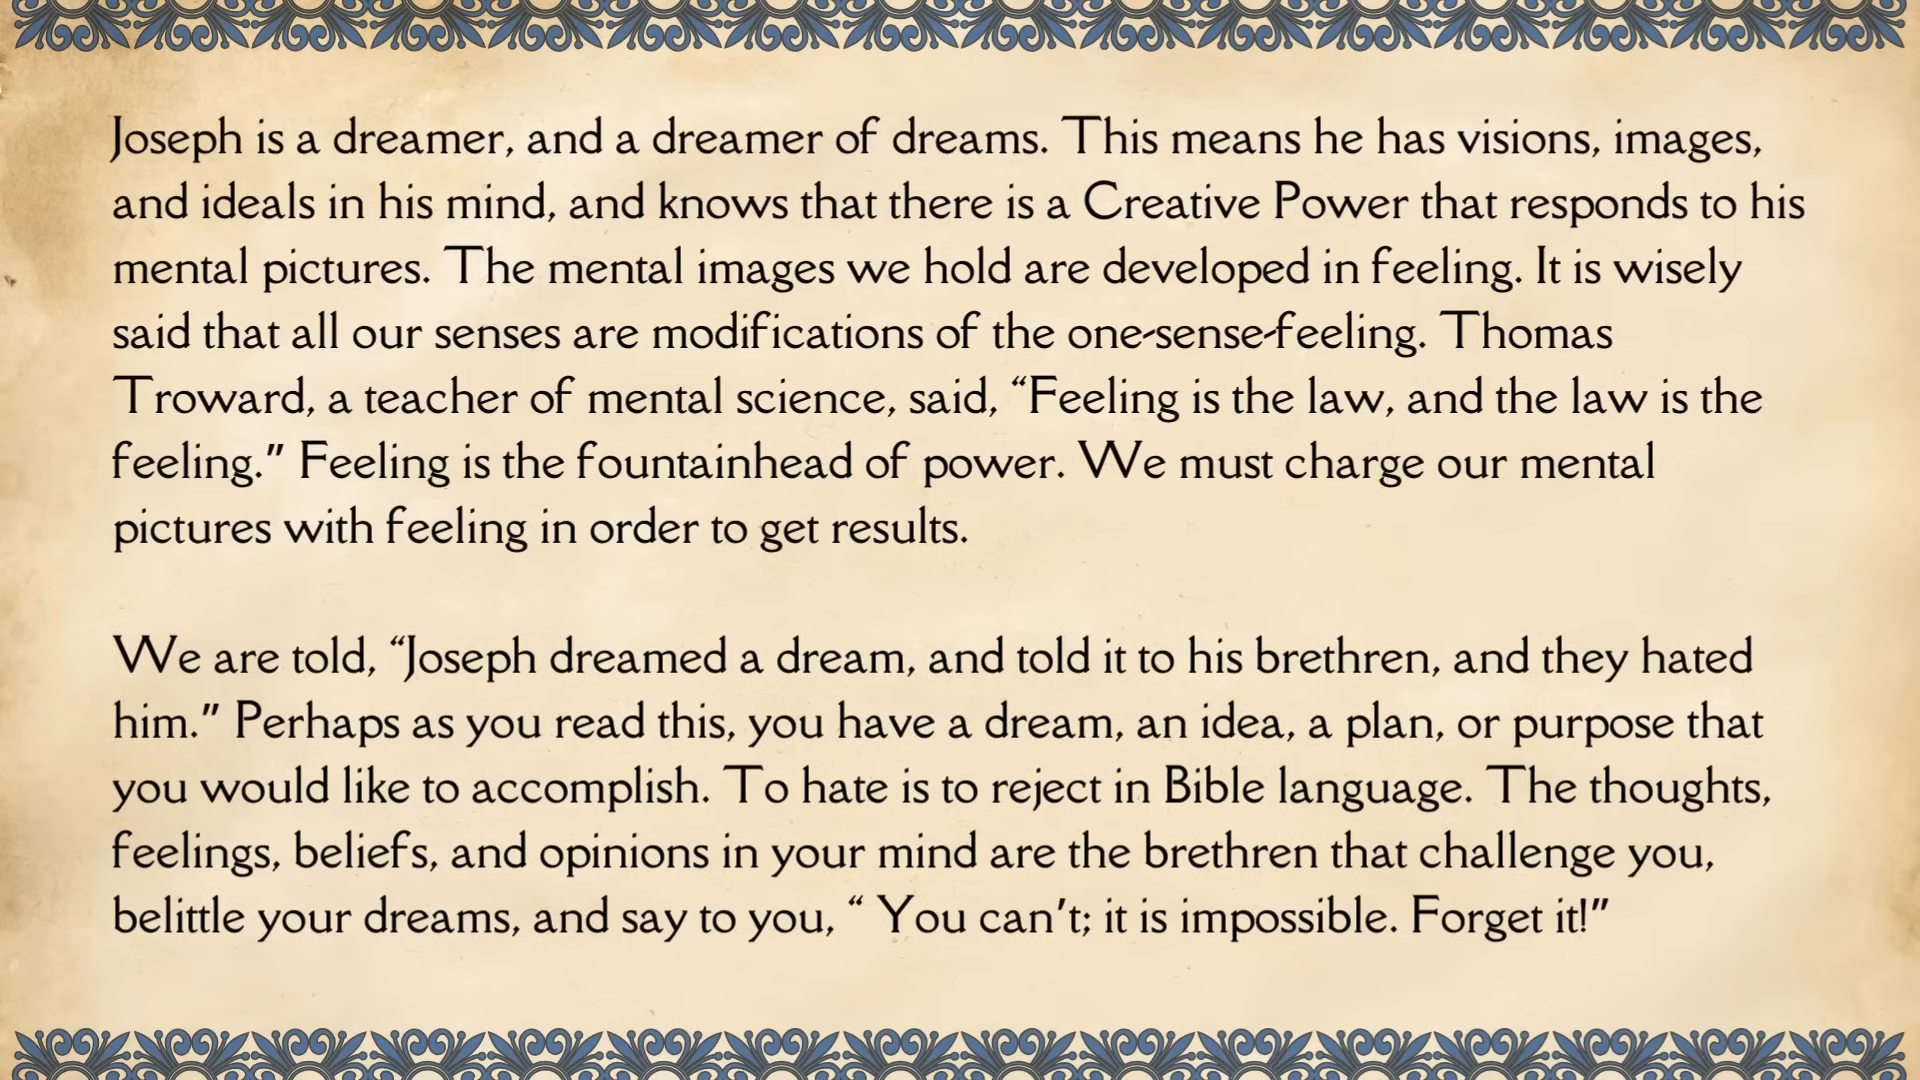 Joseph is a dreamer, and a dreamer of dreams. This means he has visions, images,
and ideals in his mind, and knows that there is a Creative Power that responds to his
mental pictures. The mental images we hold are developed in feeling. It is wisely
said that all our senses are modifications of the one-sense-feeling. Thomas
Troward, a teacher of mental science, said, “Feeling is the law, and the law is the
feeling.” Feeling is the fountainhead of power. We must charge our mental
pictures with feeling in order to get results.
We are told, “Joseph dreamed a dream, and told it to his brethren, and they hated
him.” Perhaps as you read this, you have a dream, an idea, a plan, or purpose that
you would like to accomplish. To hate is to reject in Bible language. The thoughts,
feelings, beliefs, and opinions in your mind are the brethren that challenge you,
belittle your dreams, and say to you, “ You can't; it is impossible. Forget it!”